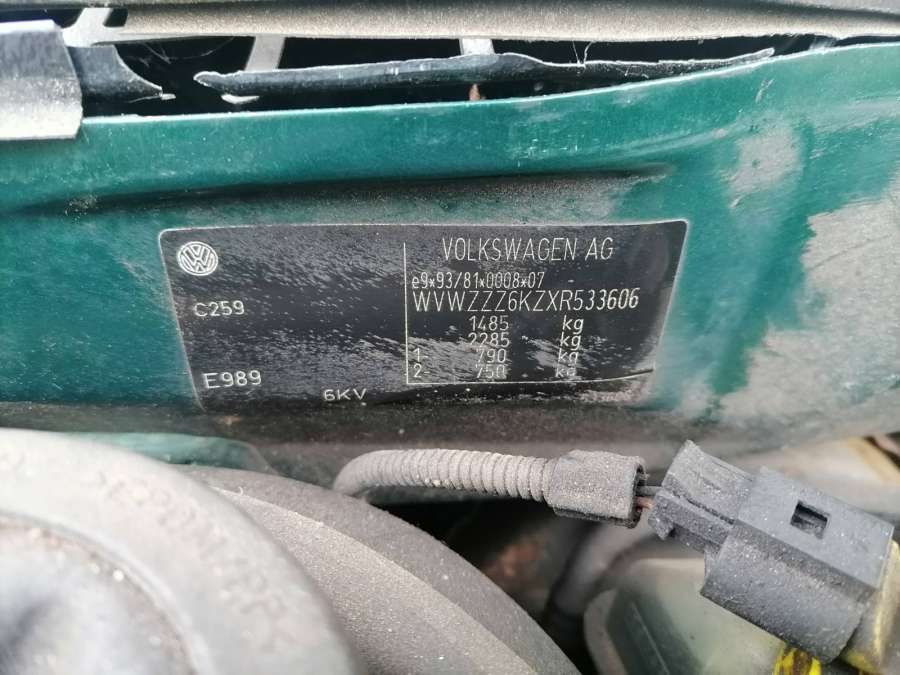 VOLKSWAGEN AG
e9*93/81*0008*07
WVWZZZ6KZXR533606
1485 kg
2285 kg
1- 790 kg
2- 750 kg
C259
E989
6KV